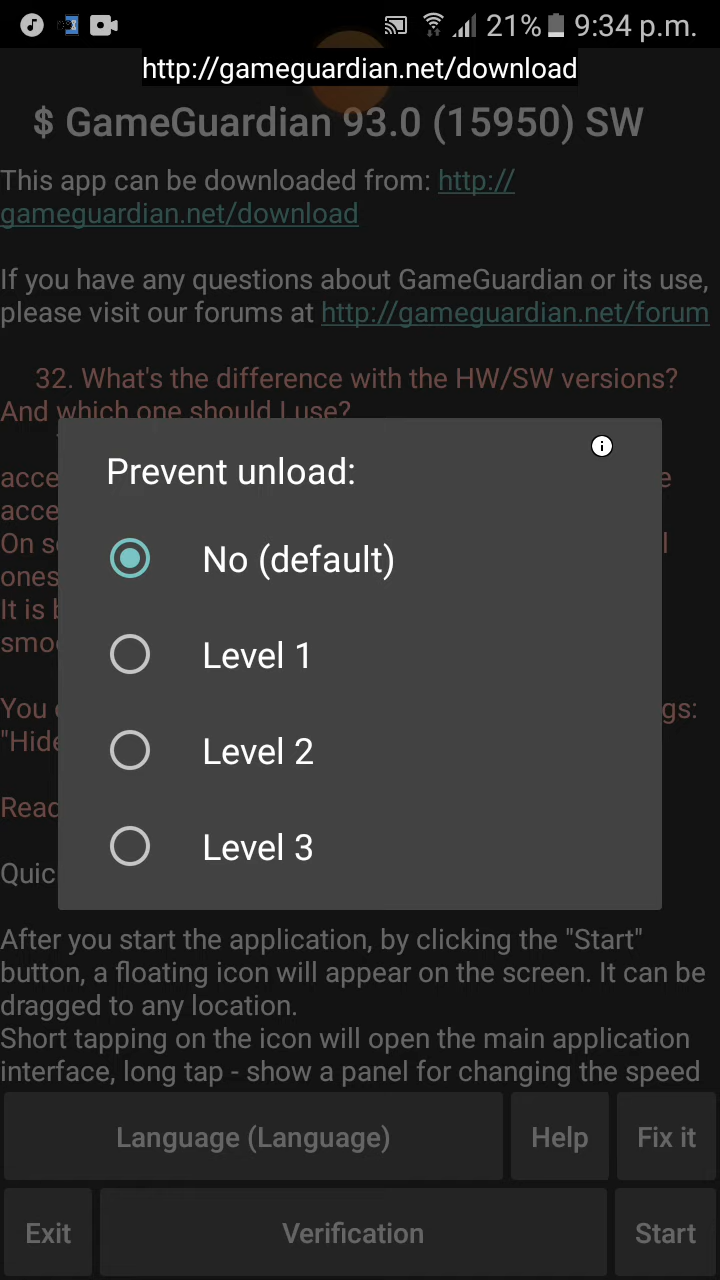 21% 9:34 p.m.
http://gameguardian.net/download
$ GameGuardian 93.0 (15950) SW
This app can be downloaded from: http://
gameguardian.net/download
If you have any questions about GameGuardian or its use,
please visit our forums at http://gameguardian.net/forum
32. What's the difference with the HW/SW versions?
And which one should I use?
Prevent unload:
No (default)
Level 1
Level 2
Level 3
It is
You
"Hide
After you start the application, by clicking the "Start"
button, a floating icon will appear on the screen. It can be
dragged to any location.
Short tapping on the icon will open the main application
interface, long tap - show a panel for changing the speed
Language (Language)
Help
Fix it
Exit
Verification
Start